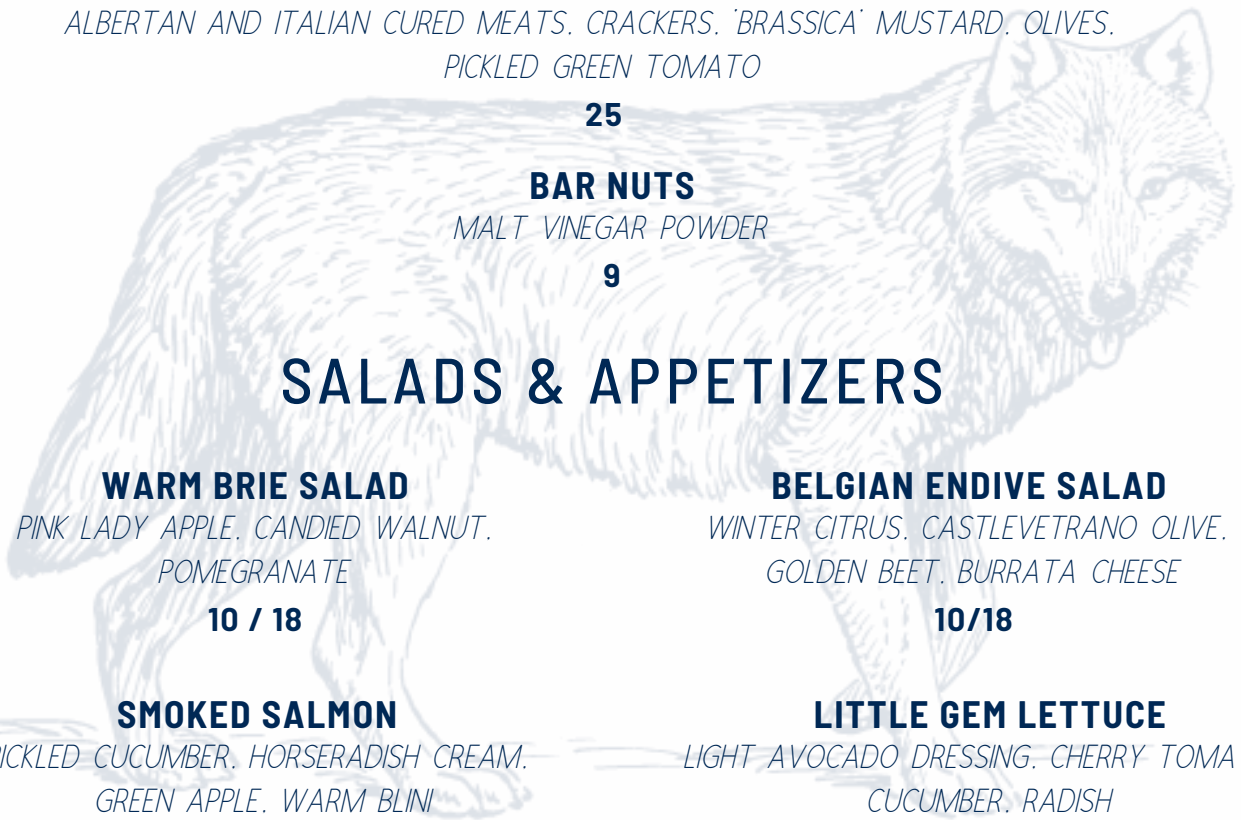 ALBERTAN AND ITALIAN CURED MEATS, CRACKERS, 'BRASSICA' MUSTARD, OLIVES,
PICKLED GREEN TOMATO
25
BAR NUTS
MALT VINEGAR POWDER
9
SALADS & APPETIZERS
WARM BRIE SALAD
PINK LADY APPLE, CANDIED WALNUT,
POMEGRANATE
10 / 18
BELGIAN ENDIVE SALAD
WINTER CITRUS, CASTLEVETRANO OLIVE,
GOLDEN BEET, BURRATA CHEESE
10/18
SMOKED SALMON
ICKLED CUCUMBER, HORSERADISH CREAM,
GREEN APPLE, WARM BLINI
LITTLE GEM LETTUCE
LIGHT AVOCADO DRESSING, CHERRY TOMA
CUCUMBER, RADISH